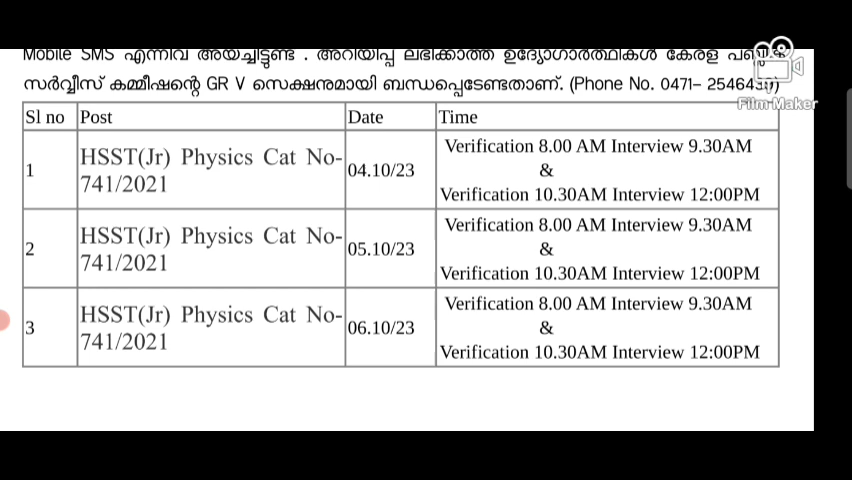 Mobile SMS എന്നിവ അയച്ചിട്ടുണ്ട് . അറിയിപ്പ് ലഭിക്കാത്ത ഉദ്യോഗാർത്ഥികൾ കേരള പബ്ലിക്
സർവ്വീസ് കമ്മീഷന്റെ GR V സെക്ഷനുമായി ബന്ധപ്പെടേണ്ടതാണ്. (Phone No. 0471– 2546439)
Film Maker
Sl no Post Date Time
1 HSST(Jr) Physics Cat No- 04.10/23 Verification 8.00 AM Interview 9.30AM
741/2021 &
Verification 10.30AM Interview 12:00PM
2 HSST(Jr) Physics Cat No- 05.10/23 Verification 8.00 AM Interview 9.30AM
741/2021 &
Verification 10.30AM Interview 12:00PM
3 HSST(Jr) Physics Cat No- 06.10/23 Verification 8.00 AM Interview 9.30AM
741/2021 &
Verification 10.30AM Interview 12:00PM